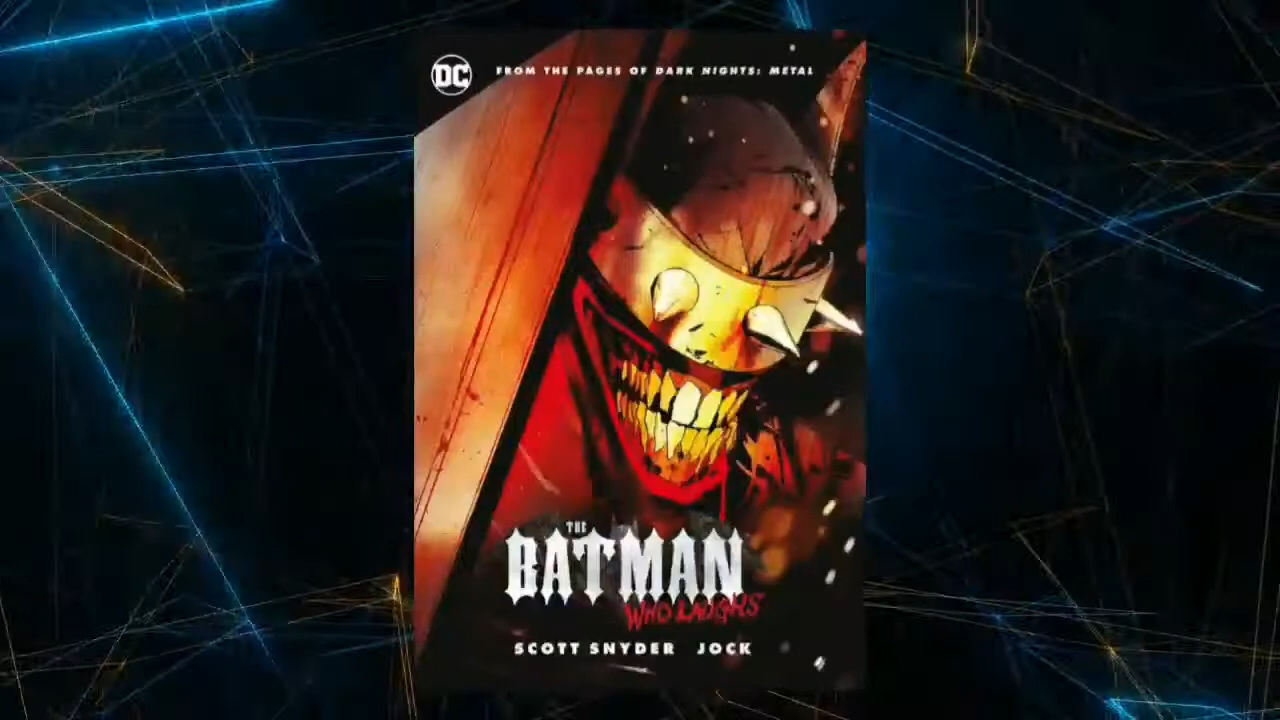 DC
FROM THE PAGES OF DARK NIGHTS: METAL
THE
BATMAN
WHO LAUGHS
SCOTT SNYDER JOCK